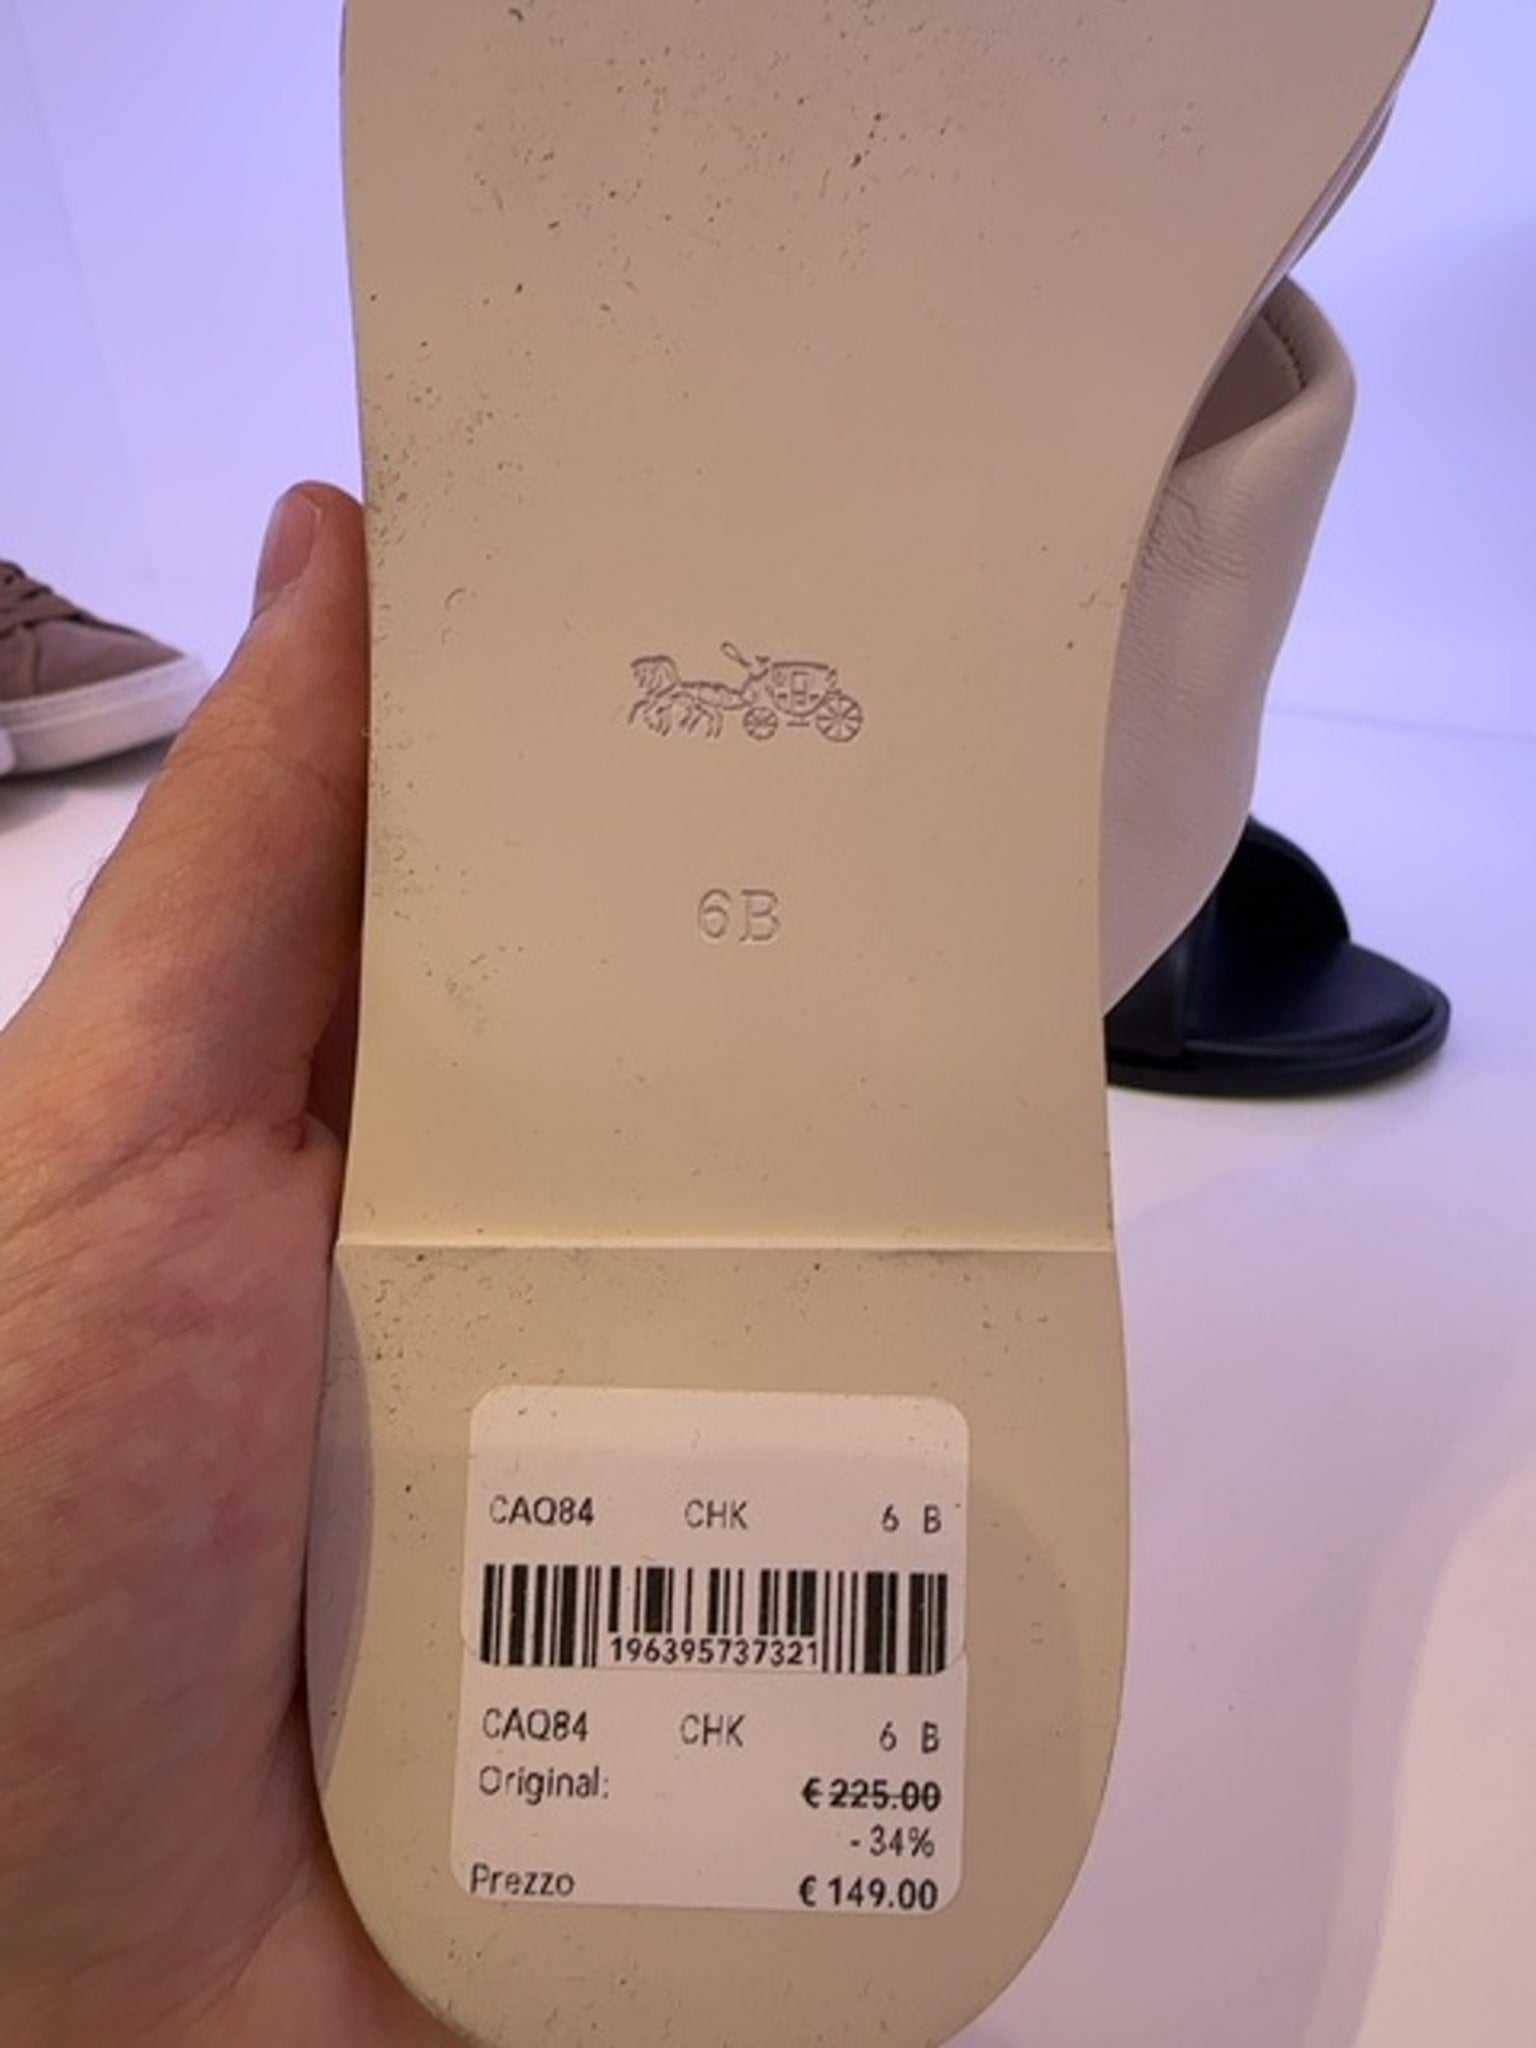 6B
CAQ84 CHK 6 B
196395737321
CAQ84 CHK 6 B
Original: € 225.00
- 34%
Prezzo € 149.00